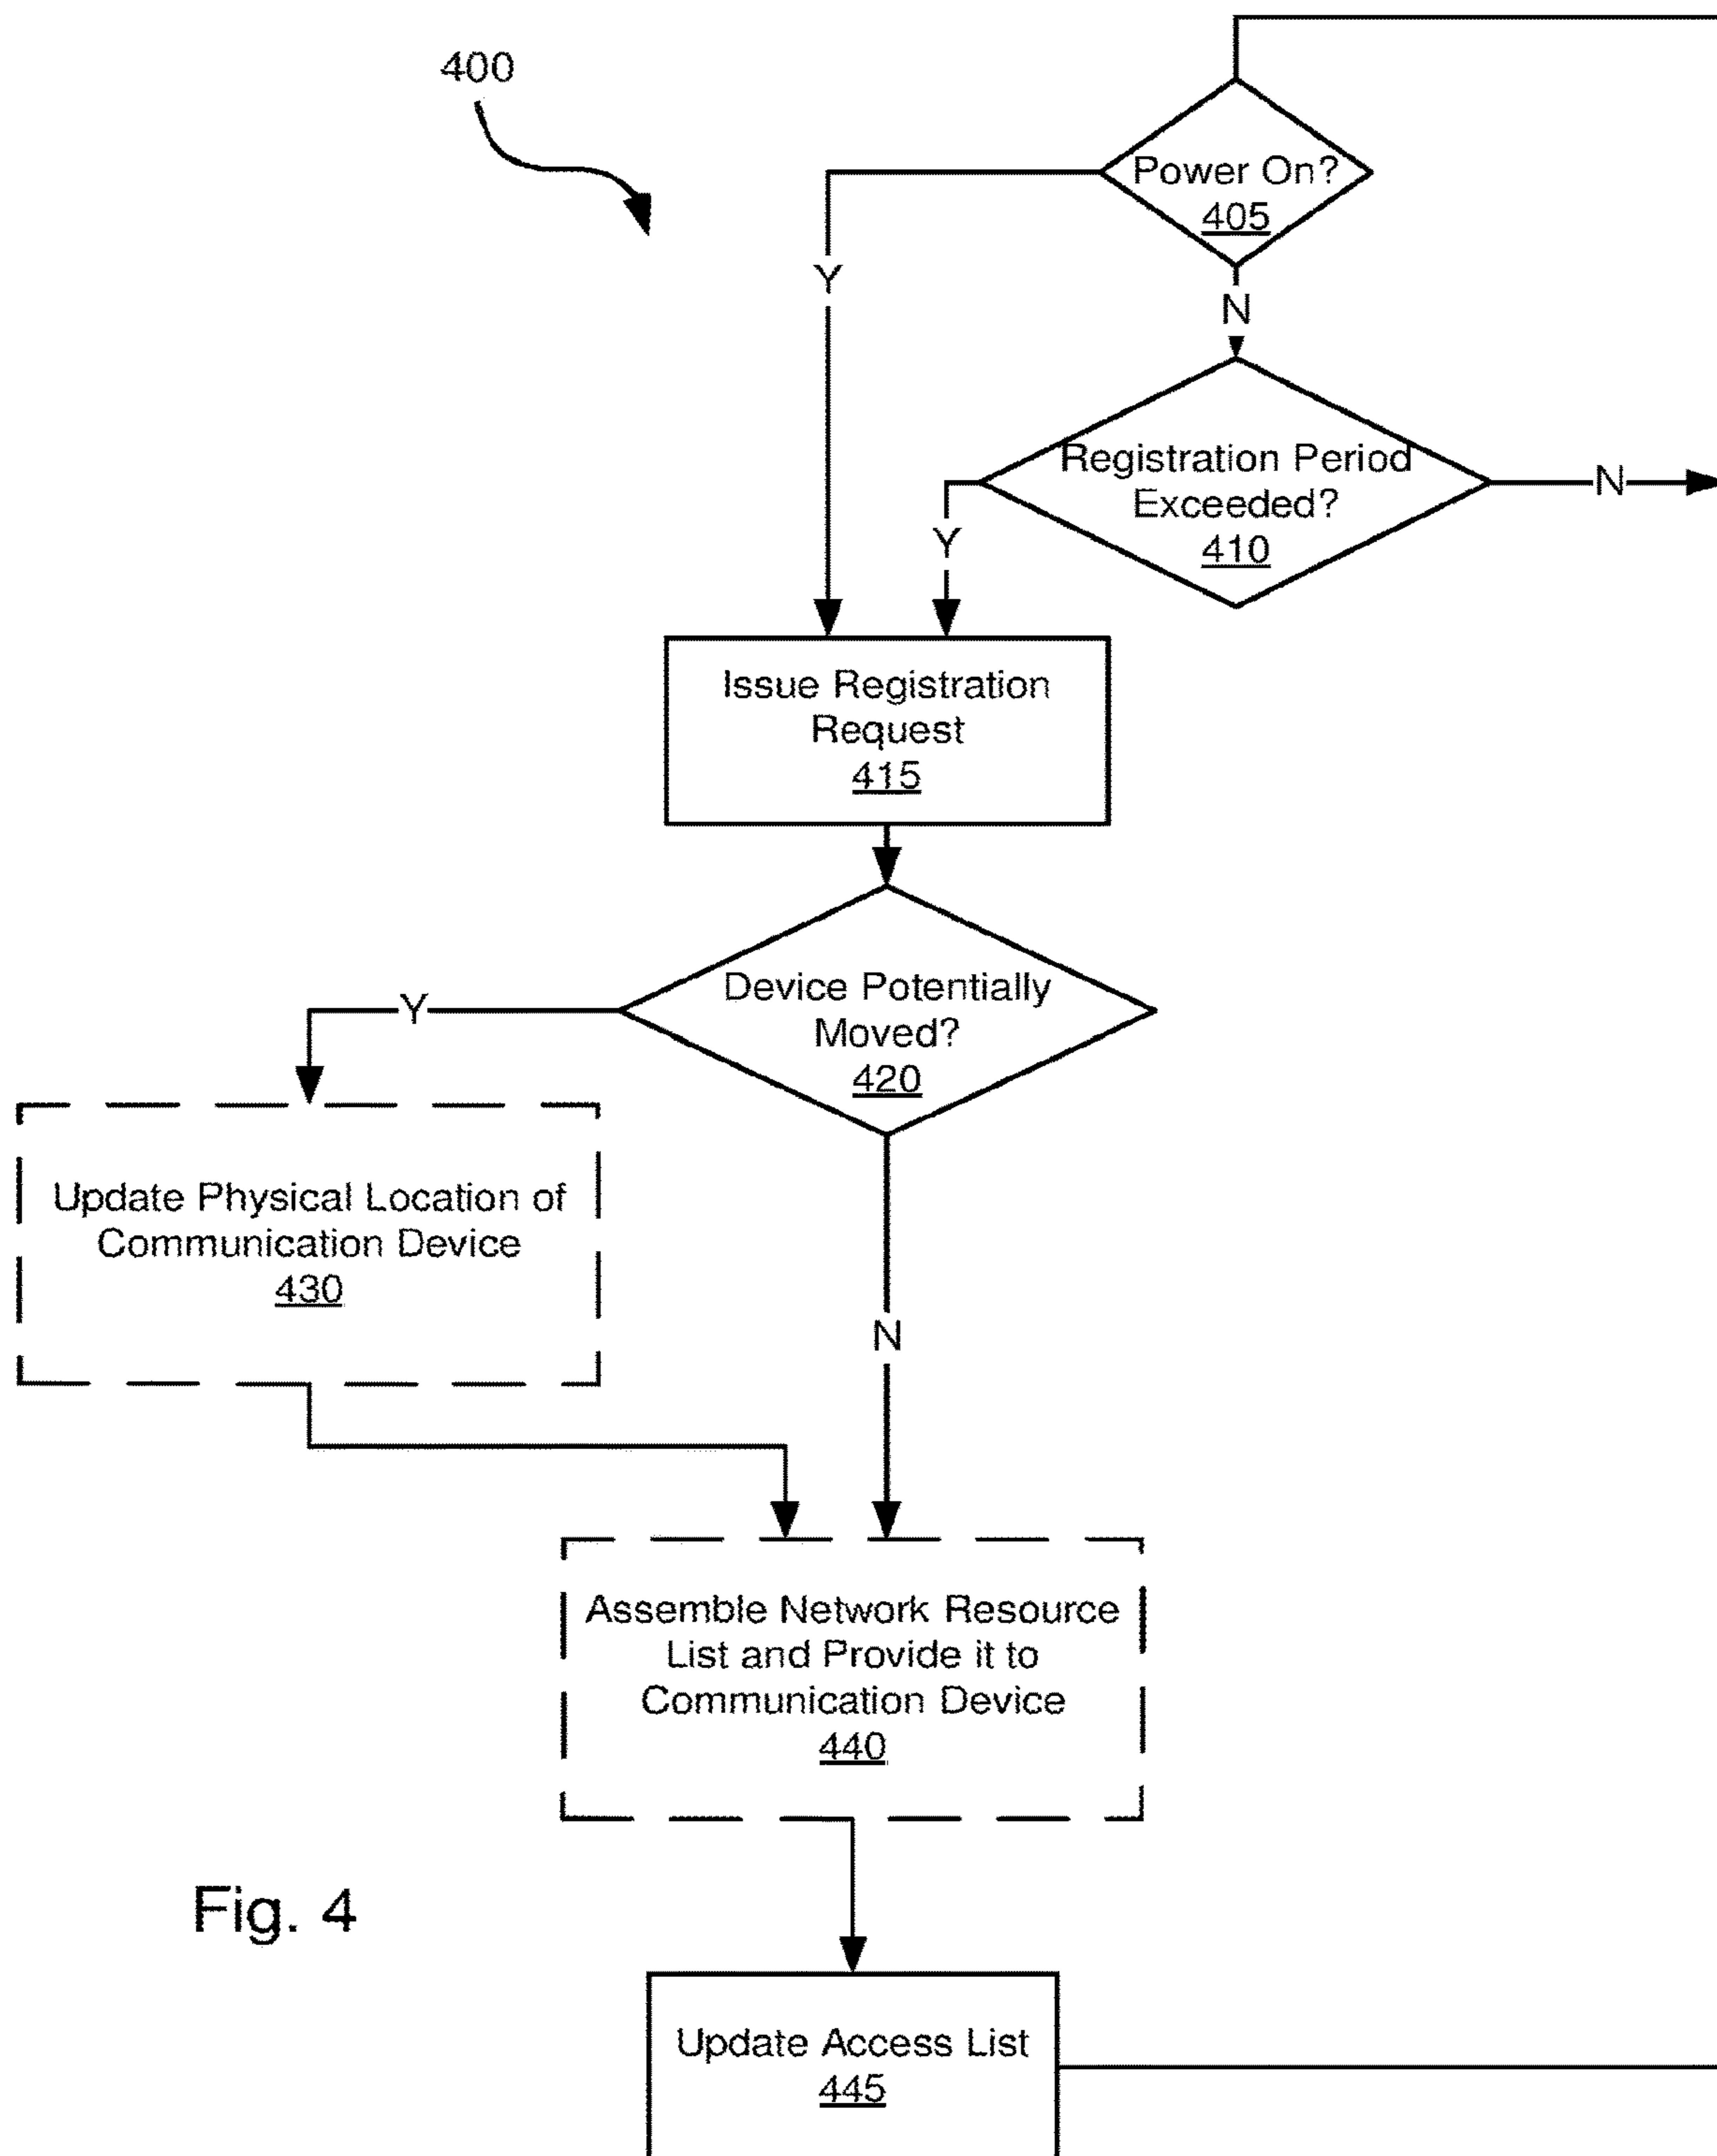 400
Power On?
405
Y
N
Registration Period
Exceeded?
410
N
Y
Issue Registration
Request
415
Device Potentially
Moved?
420
Y
Update Physical Location of
Communication Device
430
N
Assemble Network Resource
List and Provide it to
Communication Device
440
Fig. 4
Update Access List
445